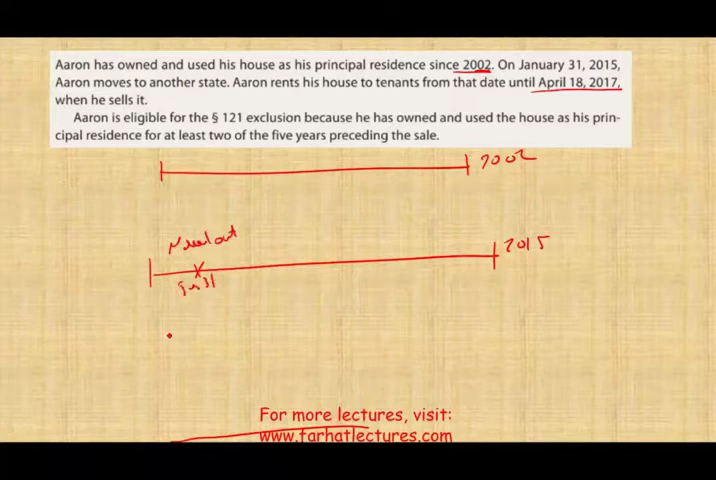 Aaron has owned and used his house as his principal residence since 2002. On January 31, 2015,
Aaron moves to another state. Aaron rents his house to tenants from that date until April 18, 2017,
when he sells it.
Aaron is eligible for the § 121 exclusion because he has owned and used the house as his prin-
cipal residence for at least two of the five years preceding the sale.
2002
out
2015
31
For more lectures, visit:
www.farhatlectures.com